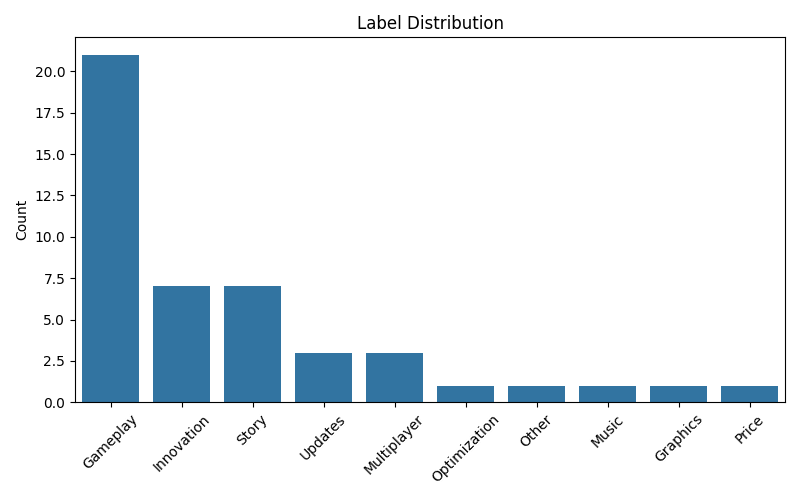 Label Distribution
Count
20.0
17.5
15.0
12.5
10.0
7.5
5.0
2.5
0.0
Gameplay
Innovation
Story
Updates
Multiplayer
Optimization
Other
Music
Graphics
Price